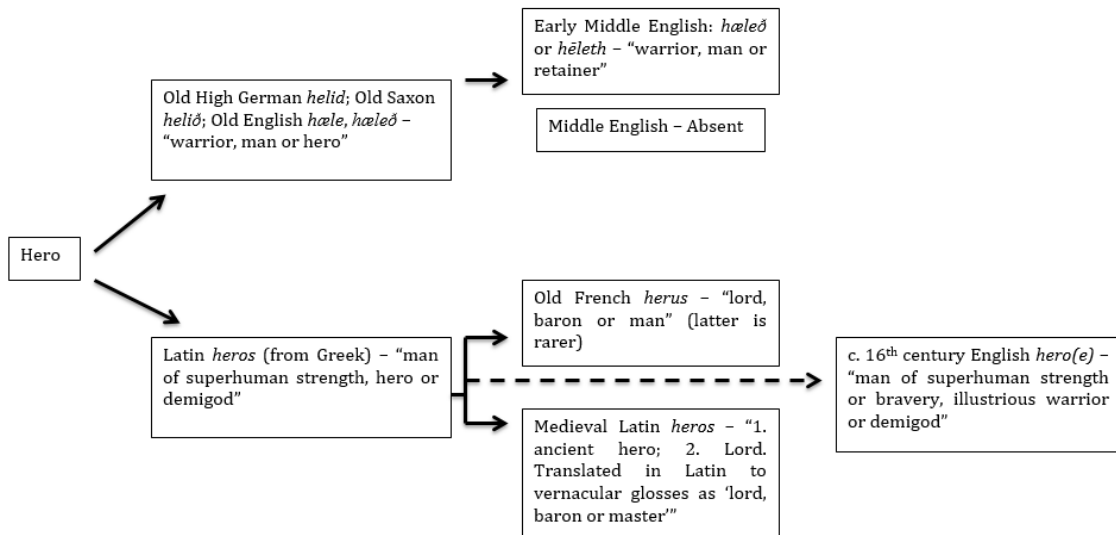 Early Middle English: hæleð
or hēleth – “warrior, man or
retainer”
Old High German helid; Old Saxon
helið; Old English hæle, hæleð –
“warrior, man or hero”
Middle English – Absent
Hero
Old French herus – “lord,
baron or man” (latter is
rarer)
Latin heros (from Greek) – “man
of superhuman strength, hero or
demigod”
c. 16th century English hero(e) –
“man of superhuman strength
or bravery, illustrious warrior
or demigod”
Medieval Latin heros – “1.
ancient hero; 2. Lord.
Translated in Latin to
vernacular glosses as ‘lord,
baron or master’”